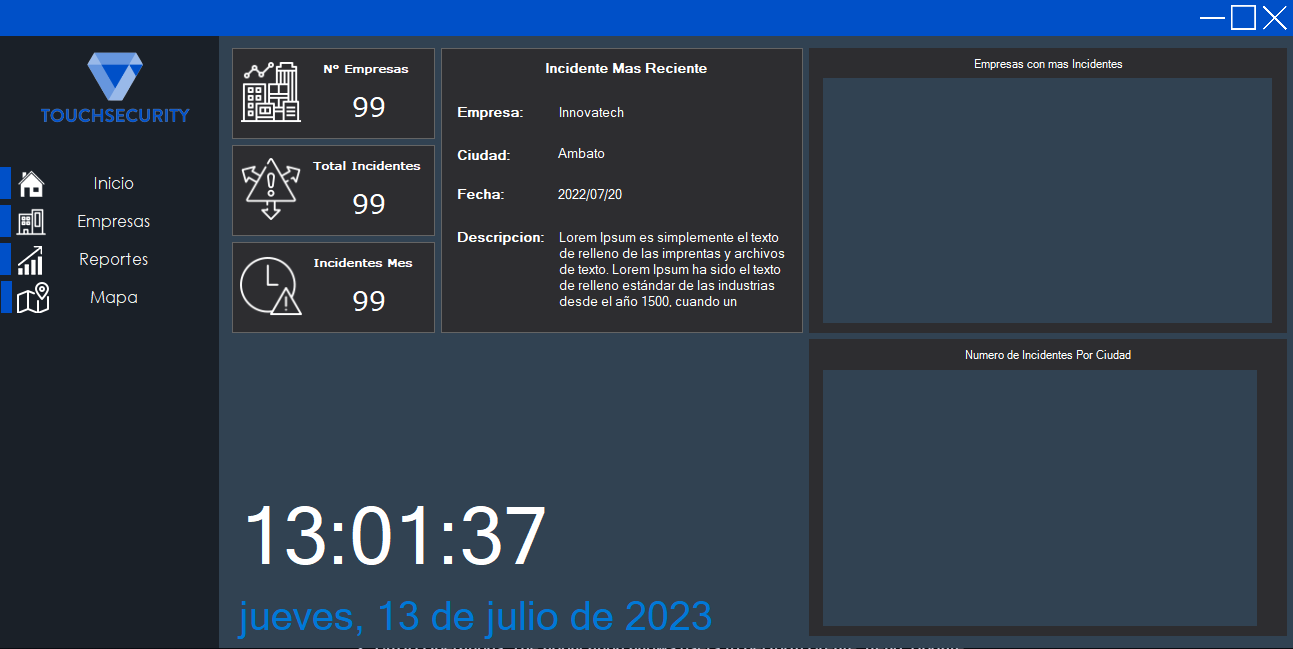 TOUCHSECURITY
Inicio
Empresas
Reportes
Mapa
Nº Empresas
99
Total Incidentes
99
Incidentes Mes
99
Incidente Mas Reciente
Empresa: Innovatech
Ciudad: Ambato
Fecha: 2022/07/20
Descripcion: Lorem Ipsum es simplemente el texto
de relleno de las imprentas y archivos
de texto. Lorem Ipsum ha sido el texto
de relleno estándar de las industrias
desde el año 1500, cuando un
Empresas con mas Incidentes
Numero de Incidentes Por Ciudad
13:01:37
jueves, 13 de julio de 2023